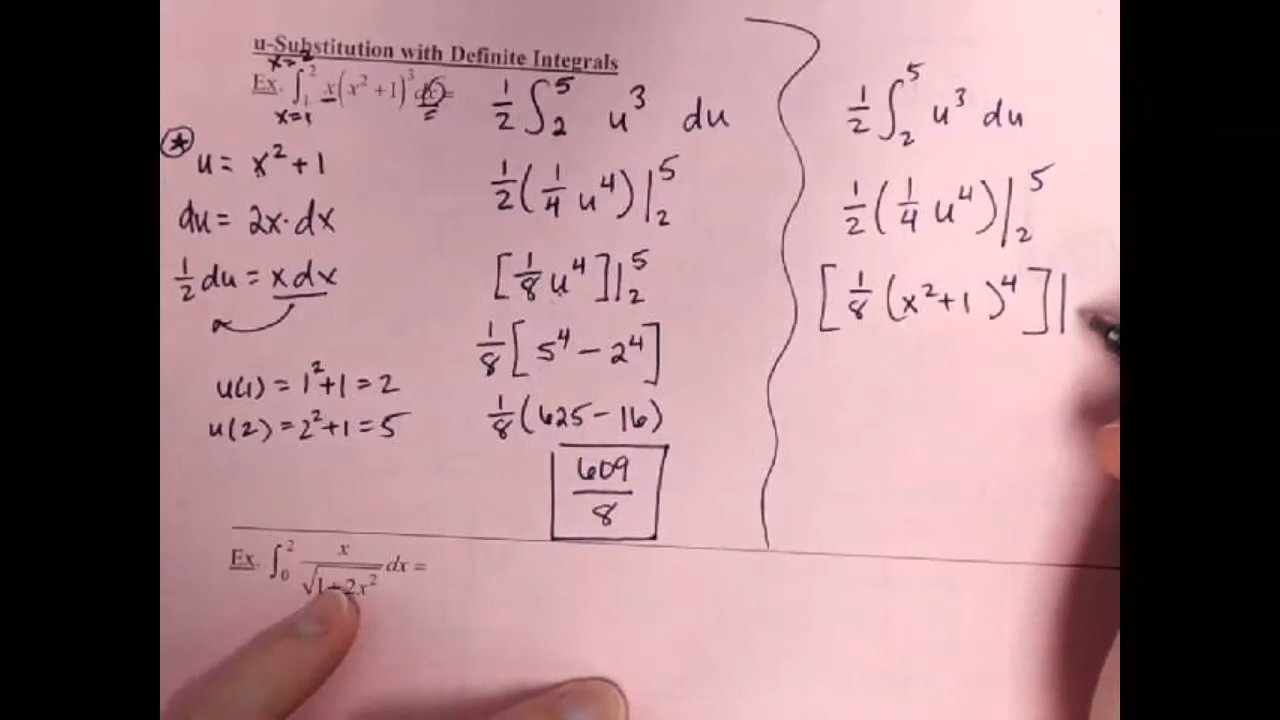 u-Substitution with Definite Integrals
x=2
Ex. ∫₁² x(x² + 1)³ dx =
x=1
u = x² + 1
du = 2x · dx
½ du = x dx
u(1) = 1² + 1 = 2
u(2) = 2² + 1 = 5
½ ∫₂⁵ u³ du
½ (¼ u⁴) |₂⁵
[⅛ u⁴] |₂⁵
⅛ [5⁴ − 2⁴]
⅛ (625 − 16)
609/8
½ ∫₂⁵ u³ du
½ (¼ u⁴) |₂⁵
[⅛ (x² + 1)⁴] |
Ex. ∫₀² x/√(1+2x²) dx =